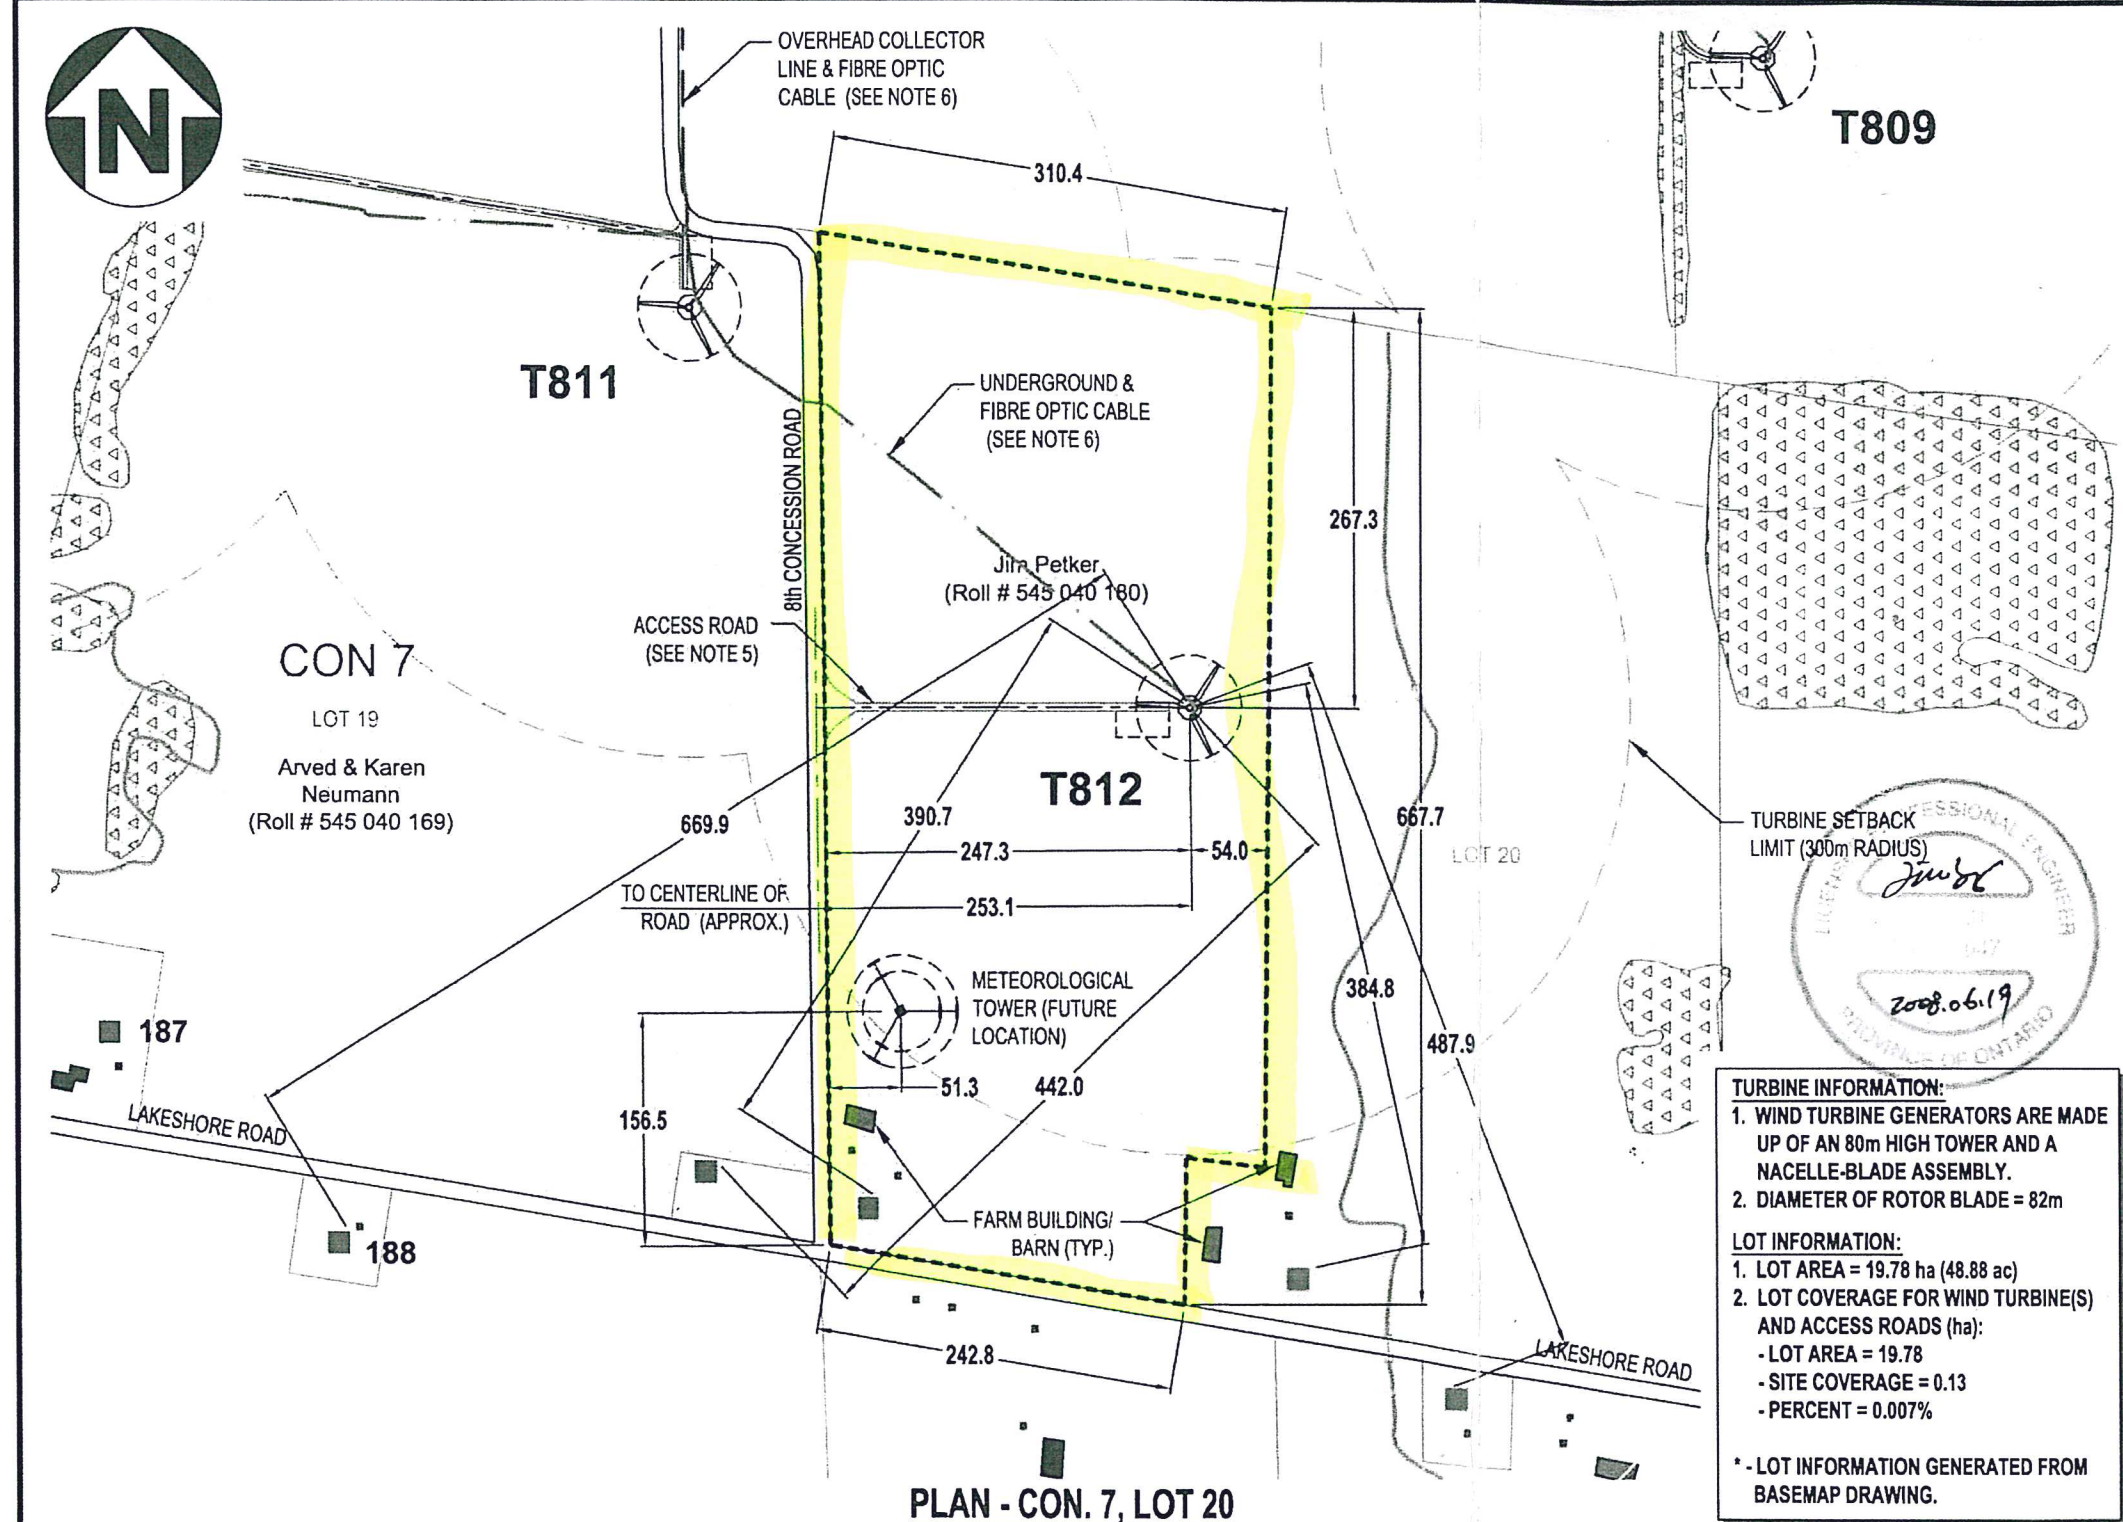 N
OVERHEAD COLLECTOR
LINE & FIBRE OPTIC
CABLE (SEE NOTE 6)
T809
310.4
T811
UNDERGROUND &
FIBRE OPTIC CABLE
(SEE NOTE 6)
8th CONCESSION ROAD
267.3
Jim Petker
(Roll # 545 040 180)
ACCESS ROAD
(SEE NOTE 5)
CON 7
LOT 19
Arved & Karen
Neumann
(Roll # 545 040 169)
T812
669.9
390.7
667.7
247.3
54.0
LOT 20
TURBINE SETBACK
LIMIT (300m RADIUS)
TO CENTERLINE OF
ROAD (APPROX.)
253.1
METEOROLOGICAL
TOWER (FUTURE
LOCATION)
384.8
487.9
PROFESSIONAL ENGINEER
2008.06.19
PROVINCE OF ONTARIO
187
51.3
442.0
156.5
LAKESHORE ROAD
FARM BUILDING/
BARN (TYP.)
188
242.8
LAKESHORE ROAD
TURBINE INFORMATION:
1. WIND TURBINE GENERATORS ARE MADE
UP OF AN 80m HIGH TOWER AND A
NACELLE-BLADE ASSEMBLY.
2. DIAMETER OF ROTOR BLADE = 82m
LOT INFORMATION:
1. LOT AREA = 19.78 ha (48.88 ac)
2. LOT COVERAGE FOR WIND TURBINE(S)
AND ACCESS ROADS (ha):
- LOT AREA = 19.78
- SITE COVERAGE = 0.13
- PERCENT = 0.007%
* - LOT INFORMATION GENERATED FROM
BASEMAP DRAWING.
PLAN - CON. 7, LOT 20